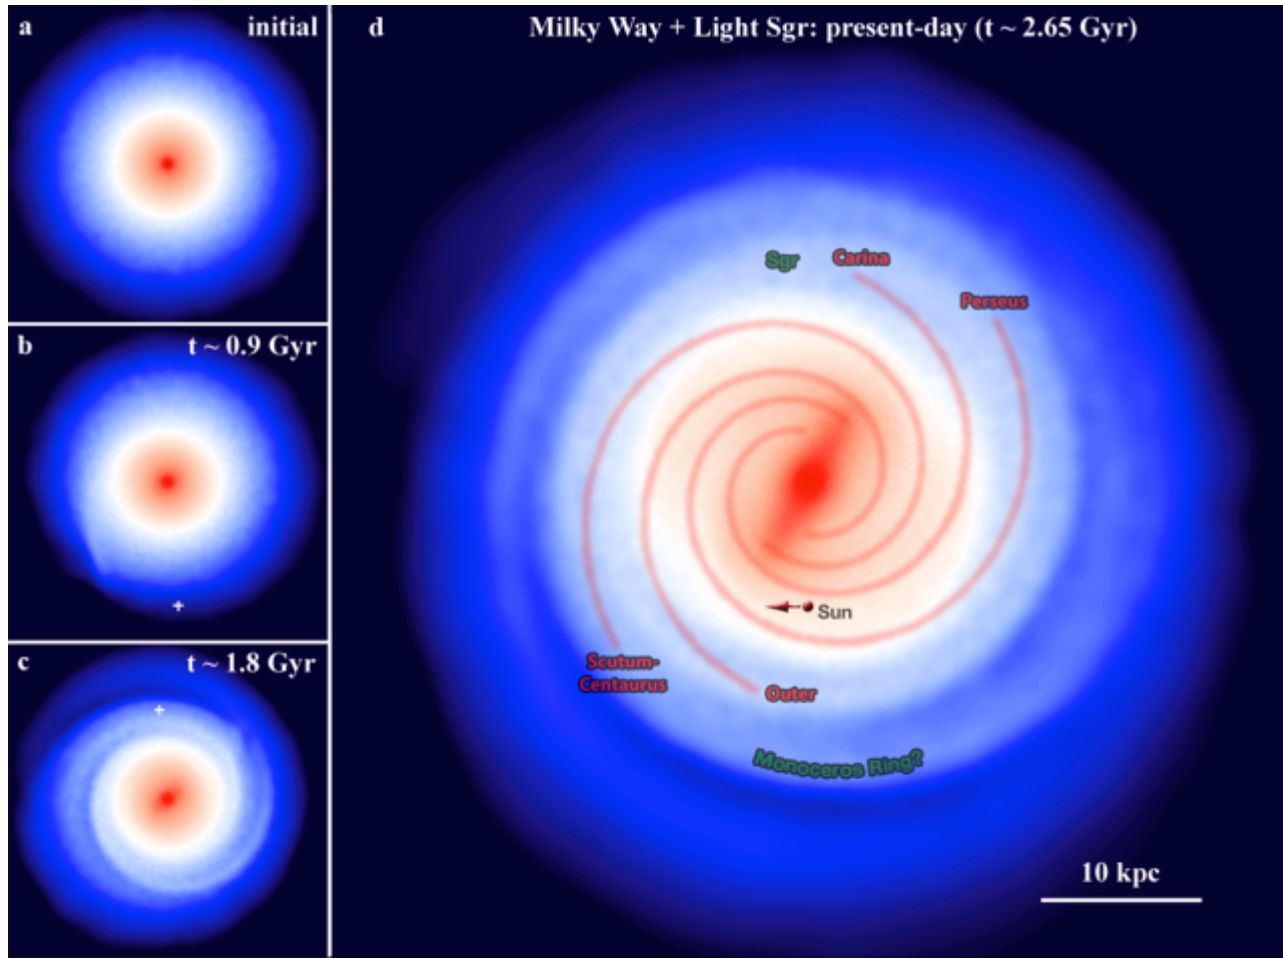 a
initial
b
t ~ 0.9 Gyr
c
t ~ 1.8 Gyr
d
Milky Way + Light Sgr: present-day (t ~ 2.65 Gyr)
Sgr
Carina
Perseus
Sun
Scutum-
Centaurus
Outer
Monoceros Ring?
10 kpc